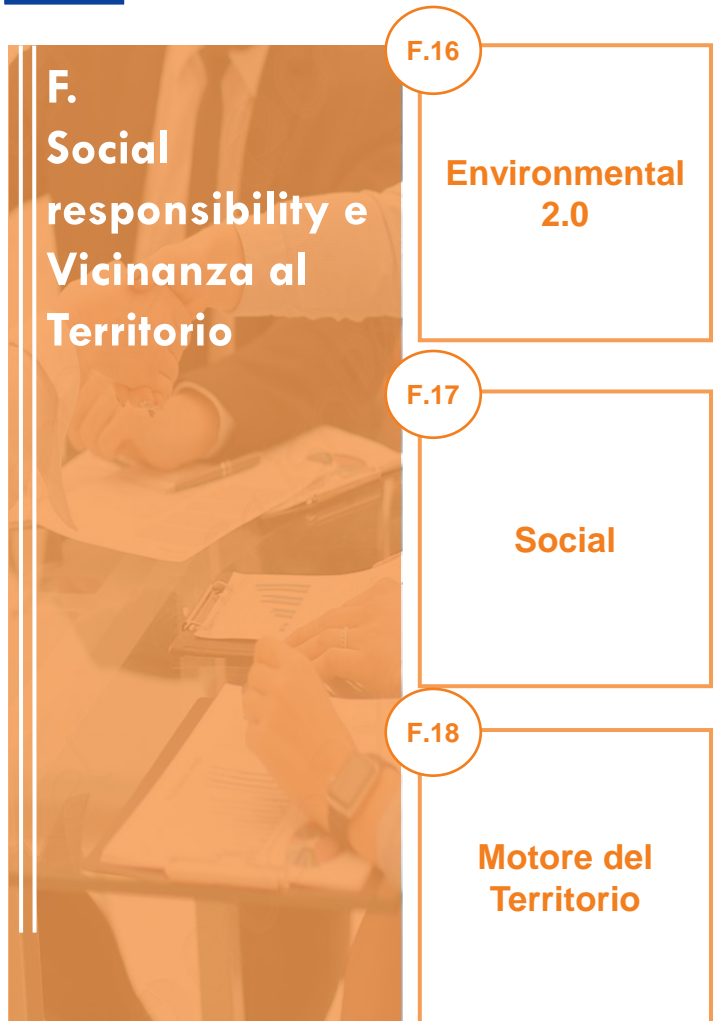 F.
Social
responsibility e
Vicinanza al
Territorio
F.16
Environmental
2.0
F.17
Social
F.18
Motore del
Territorio